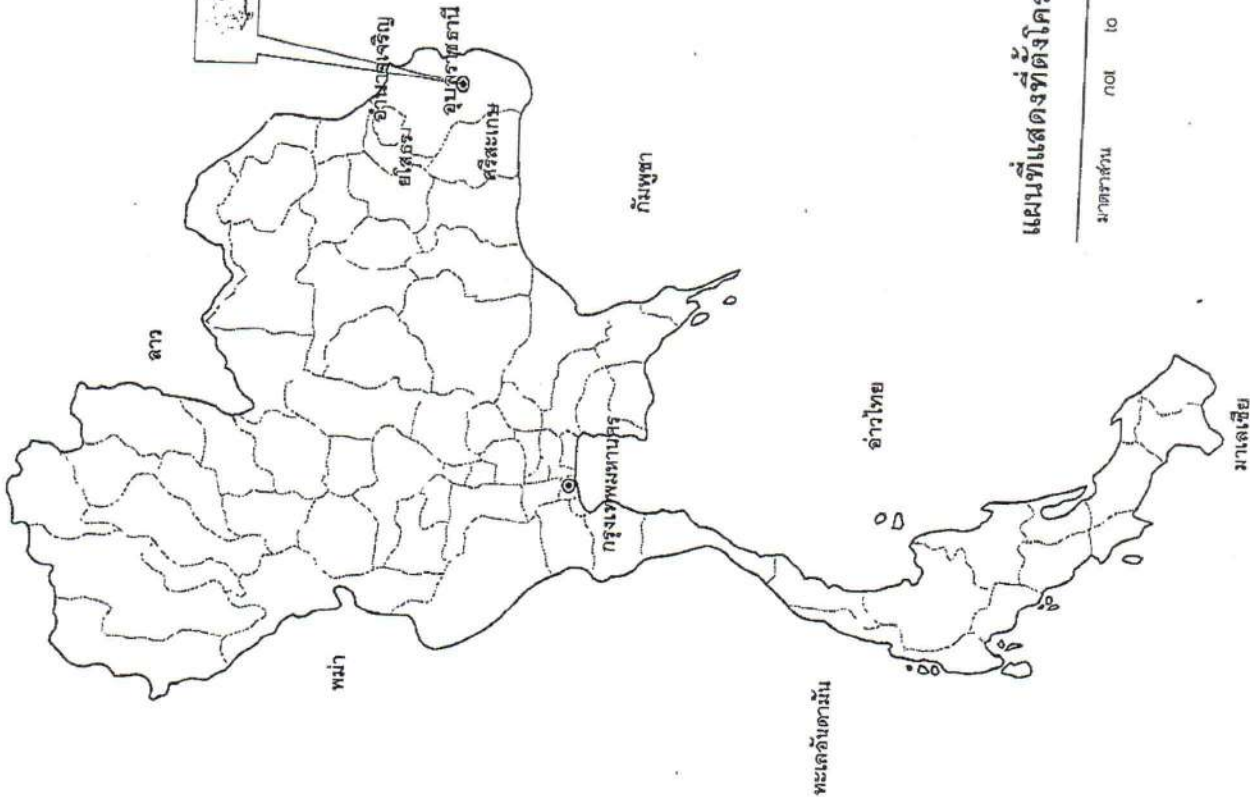 ลาว
พม่า
อำนาจเจริญ
ยโสธร
อุบลราชธานี
ศรีสะเกษ
กัมพูชา
กรุงเทพมหานคร
อ่าวไทย
ทะเลอันดามัน
มาเลเซีย
แผนที่แสดงที่ตั้งโคร
มาตราส่วน not to